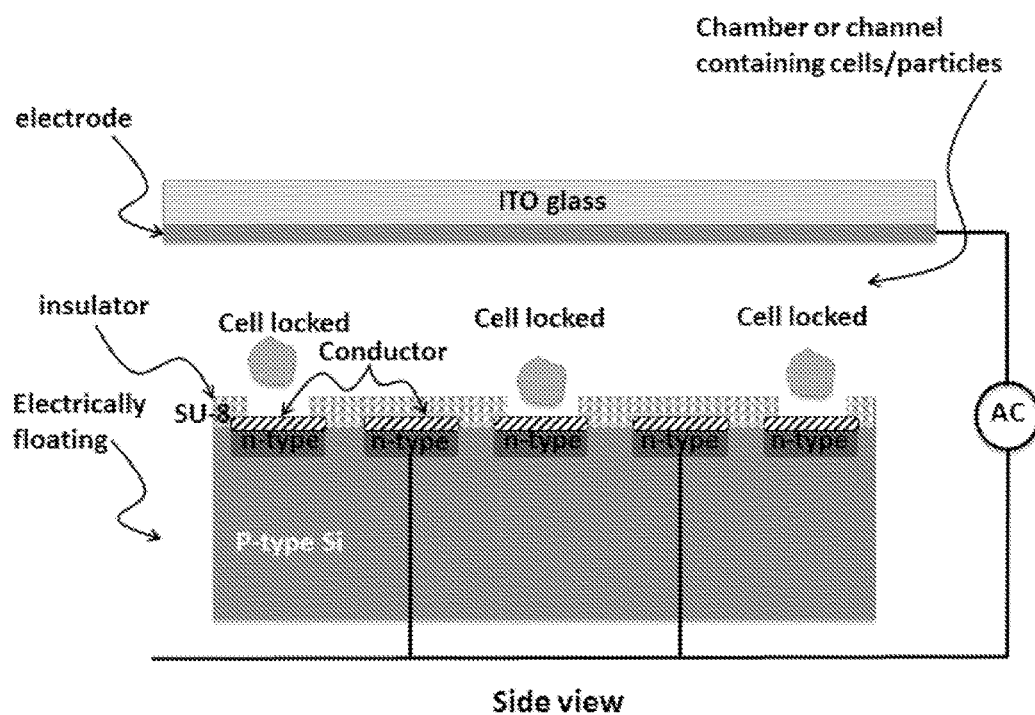 Chamber or channel
containing cells/particles
electrode
ITO glass
insulator
Cell locked
Cell locked
Cell locked
Conductor
Electrically
floating
SU-8
AC
n-type
n-type
n-type
n-type
n-type
P-type Si
Side view